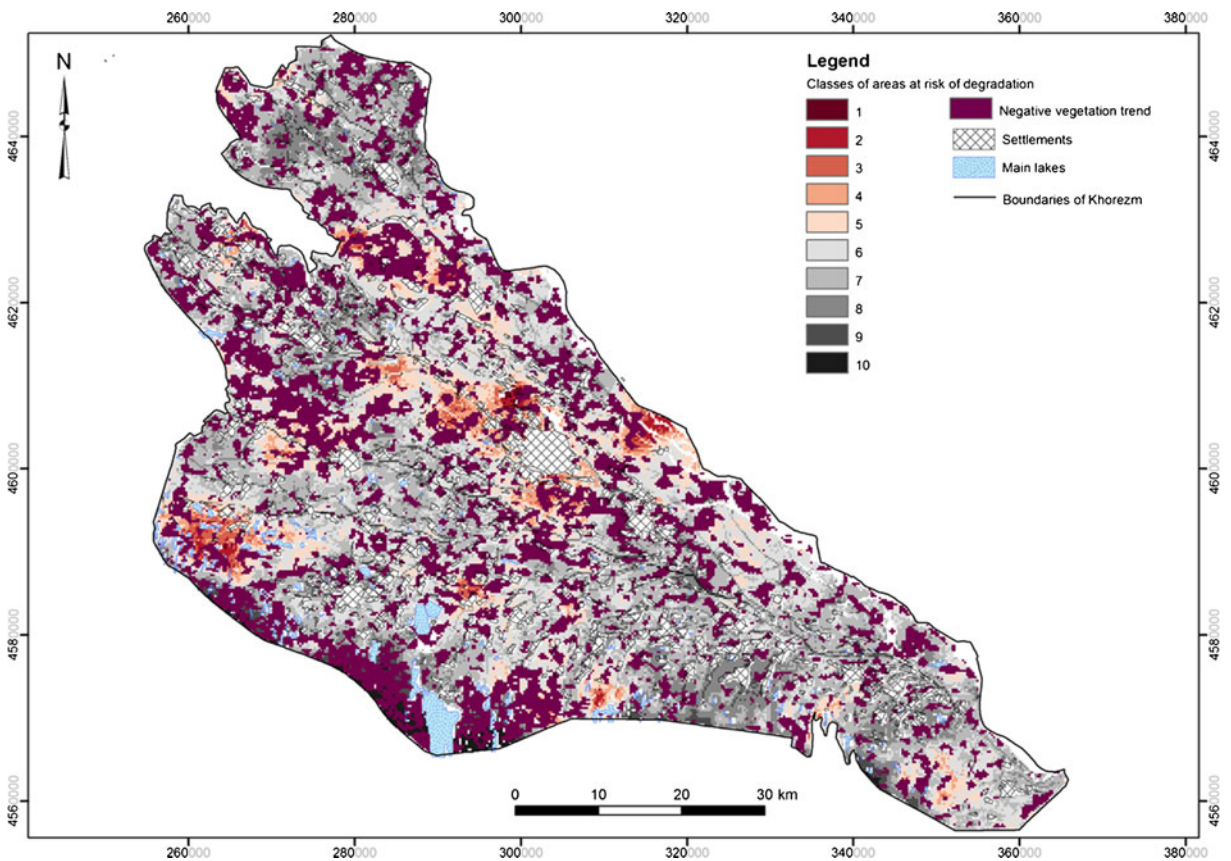 260000 280000 300000 320000 340000 360000 380000
N
Legend
Classes of areas at risk of degradation
1
2
3
4
5
6
7
8
9
10
Negative vegetation trend
Settlements
Main lakes
Boundaries of Khorezm
4640000
4620000
4600000
4580000
4560000
4640000
4620000
4600000
4580000
4560000
0 10 20 30 km
260000 280000 300000 320000 340000 360000 380000